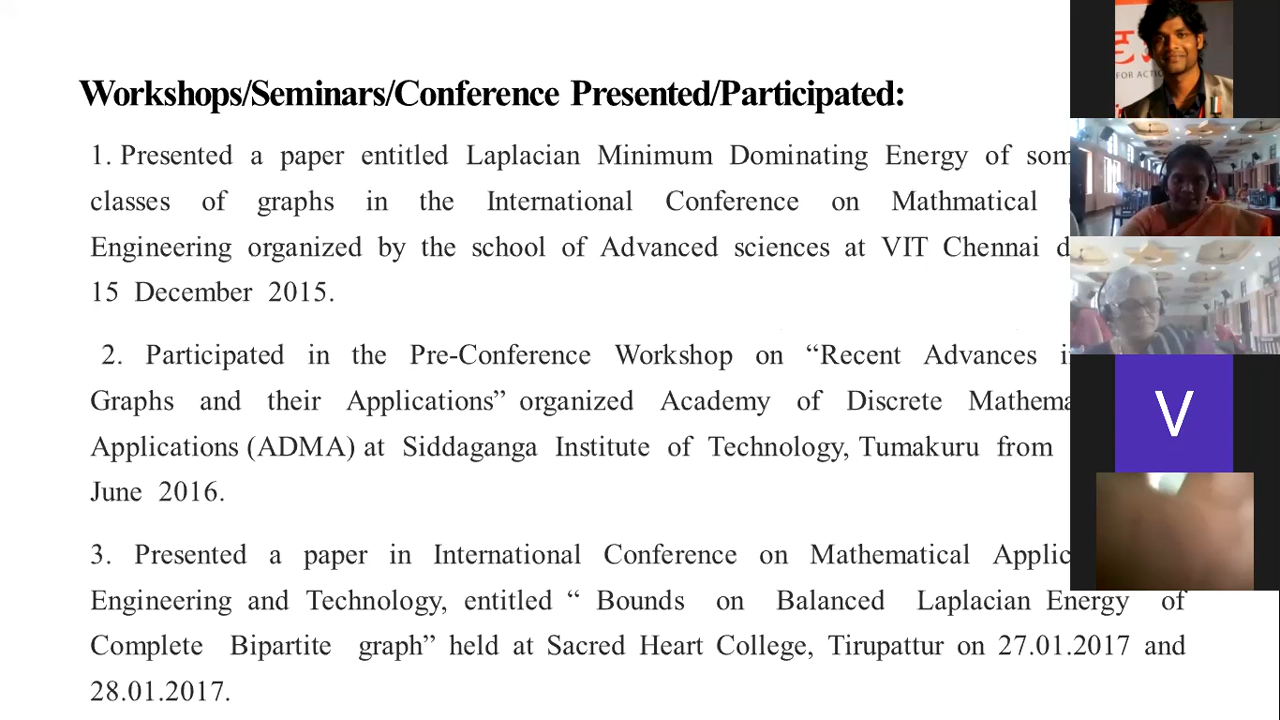 Workshops/Seminars/Conference Presented/Participated:
1. Presented a paper entitled Laplacian Minimum Dominating Energy of
classes of graphs in the International Conference on Mathmatical
Engineering organized by the school of Advanced sciences at VIT Chennai
15 December 2015.
2. Participated in the Pre-Conference Workshop on “Recent Advances
Graphs and their Applications” organized Academy of Discrete
Applications (ADMA) at Siddaganga Institute of Technology, Tumakuru from
June 2016.
3. Presented a paper in International Conference on Mathematical
Engineering and Technology, entitled “ Bounds on Balanced Laplacian Energy of
Complete Bipartite graph” held at Sacred Heart College, Tirupattur on 27.01.2017 and
28.01.2017.
FOR
V